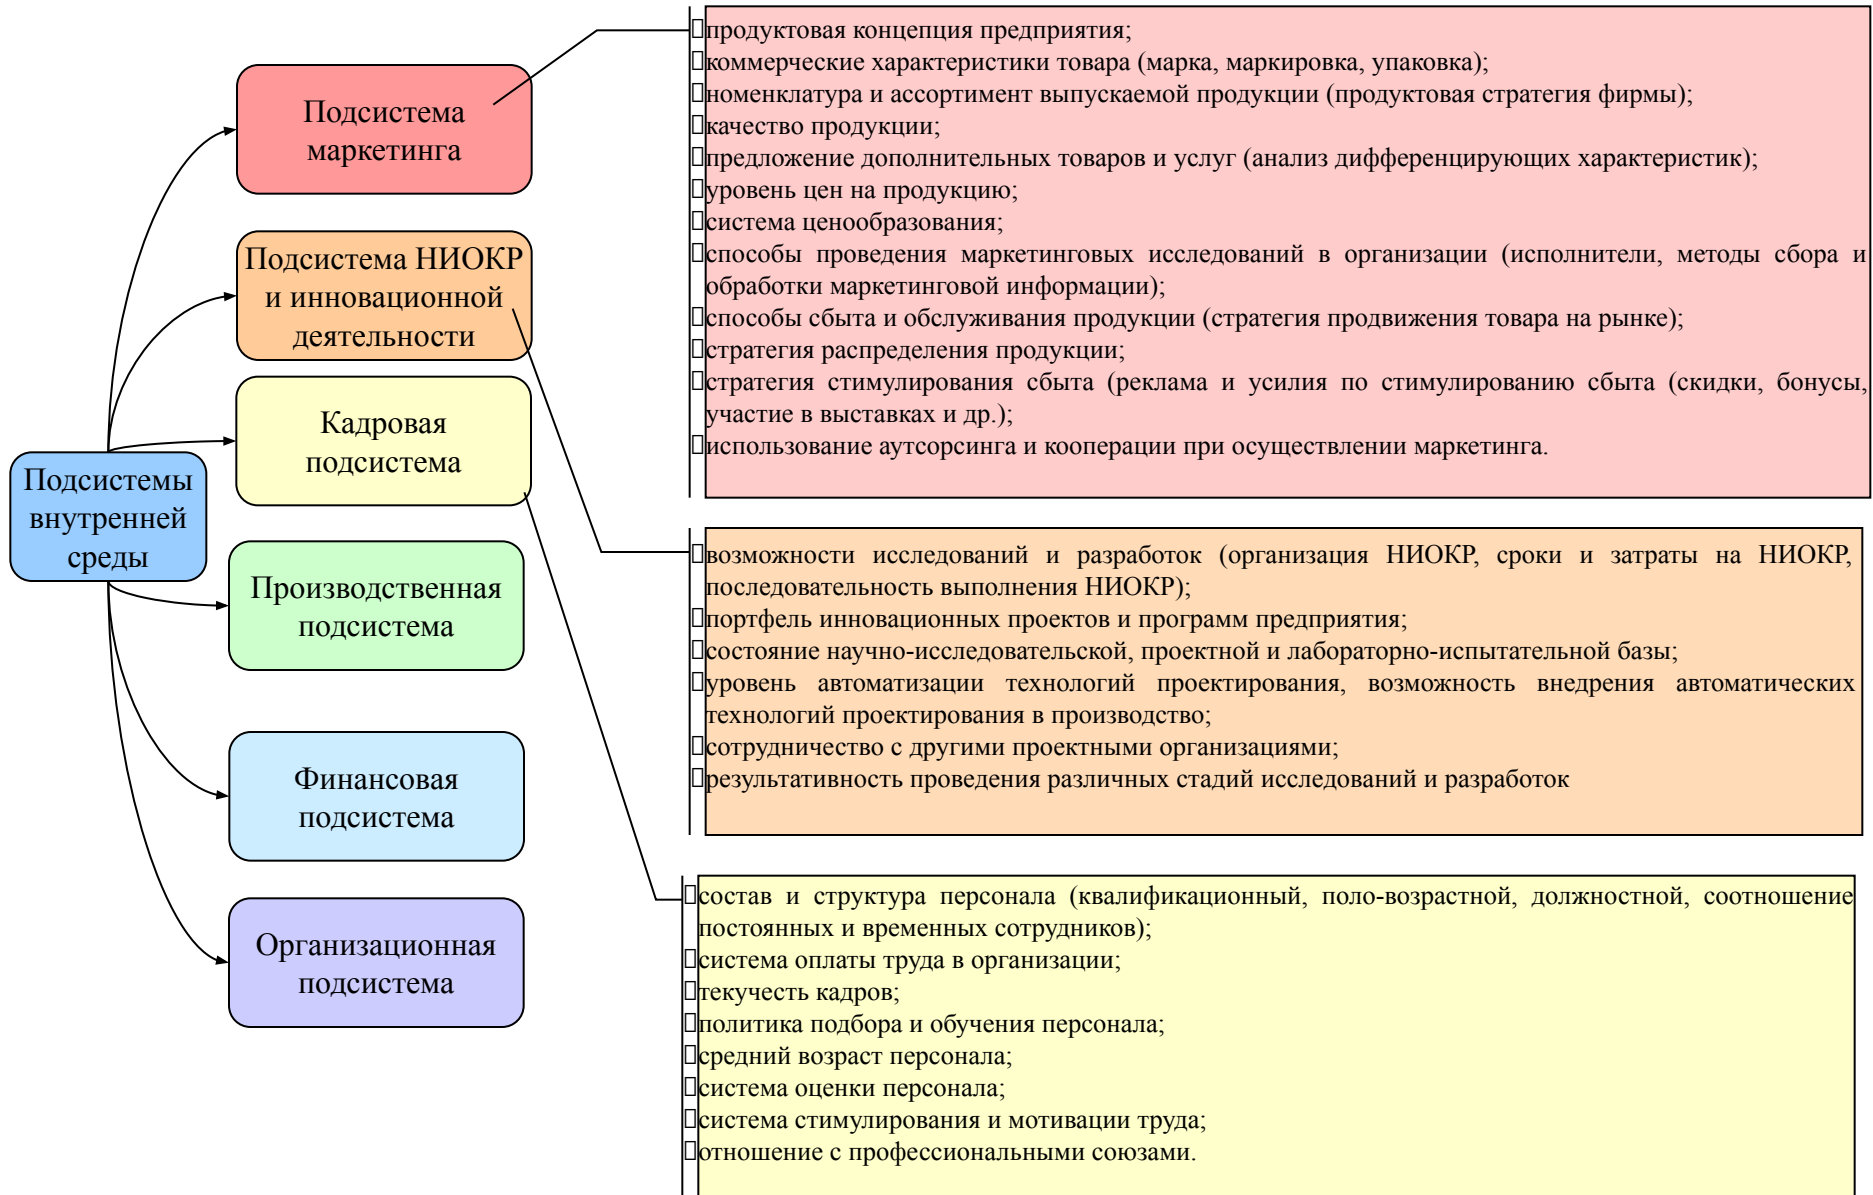 Подсистемы
внутренней
среды
Подсистема
маркетинга
Подсистема НИОКР
и инновационной
деятельности
Кадровая
подсистема
Производственная
подсистема
Финансовая
подсистема
Организационная
подсистема
продуктовая концепция предприятия;
коммерческие характеристики товара (марка, маркировка, упаковка);
номенклатура и ассортимент выпускаемой продукции (продуктовая стратегия фирмы);
качество продукции;
предложение дополнительных товаров и услуг (анализ дифференцирующих характеристик);
уровень цен на продукцию;
система ценообразования;
способы проведения маркетинговых исследований в организации (исполнители, методы сбора и
обработки маркетинговой информации);
способы сбыта и обслуживания продукции (стратегия продвижения товара на рынке);
стратегия распределения продукции;
стратегия стимулирования сбыта (реклама и усилия по стимулированию сбыта (скидки, бонусы,
участие в выставках и др.);
использование аутсорсинга и кооперации при осуществлении маркетинга.
возможности исследований и разработок (организация НИОКР, сроки и затраты на НИОКР,
последовательность выполнения НИОКР);
портфель инновационных проектов и программ предприятия;
состояние научно-исследовательской, проектной и лабораторно-испытательной базы;
уровень автоматизации технологий проектирования, возможность внедрения автоматических
технологий проектирования в производство;
сотрудничество с другими проектными организациями;
результативность проведения различных стадий исследований и разработок
состав и структура персонала (квалификационный, поло-возрастной, должностной, соотношение
постоянных и временных сотрудников);
система оплаты труда в организации;
текучесть кадров;
политика подбора и обучения персонала;
средний возраст персонала;
система оценки персонала;
система стимулирования и мотивации труда;
отношение с профессиональными союзами.